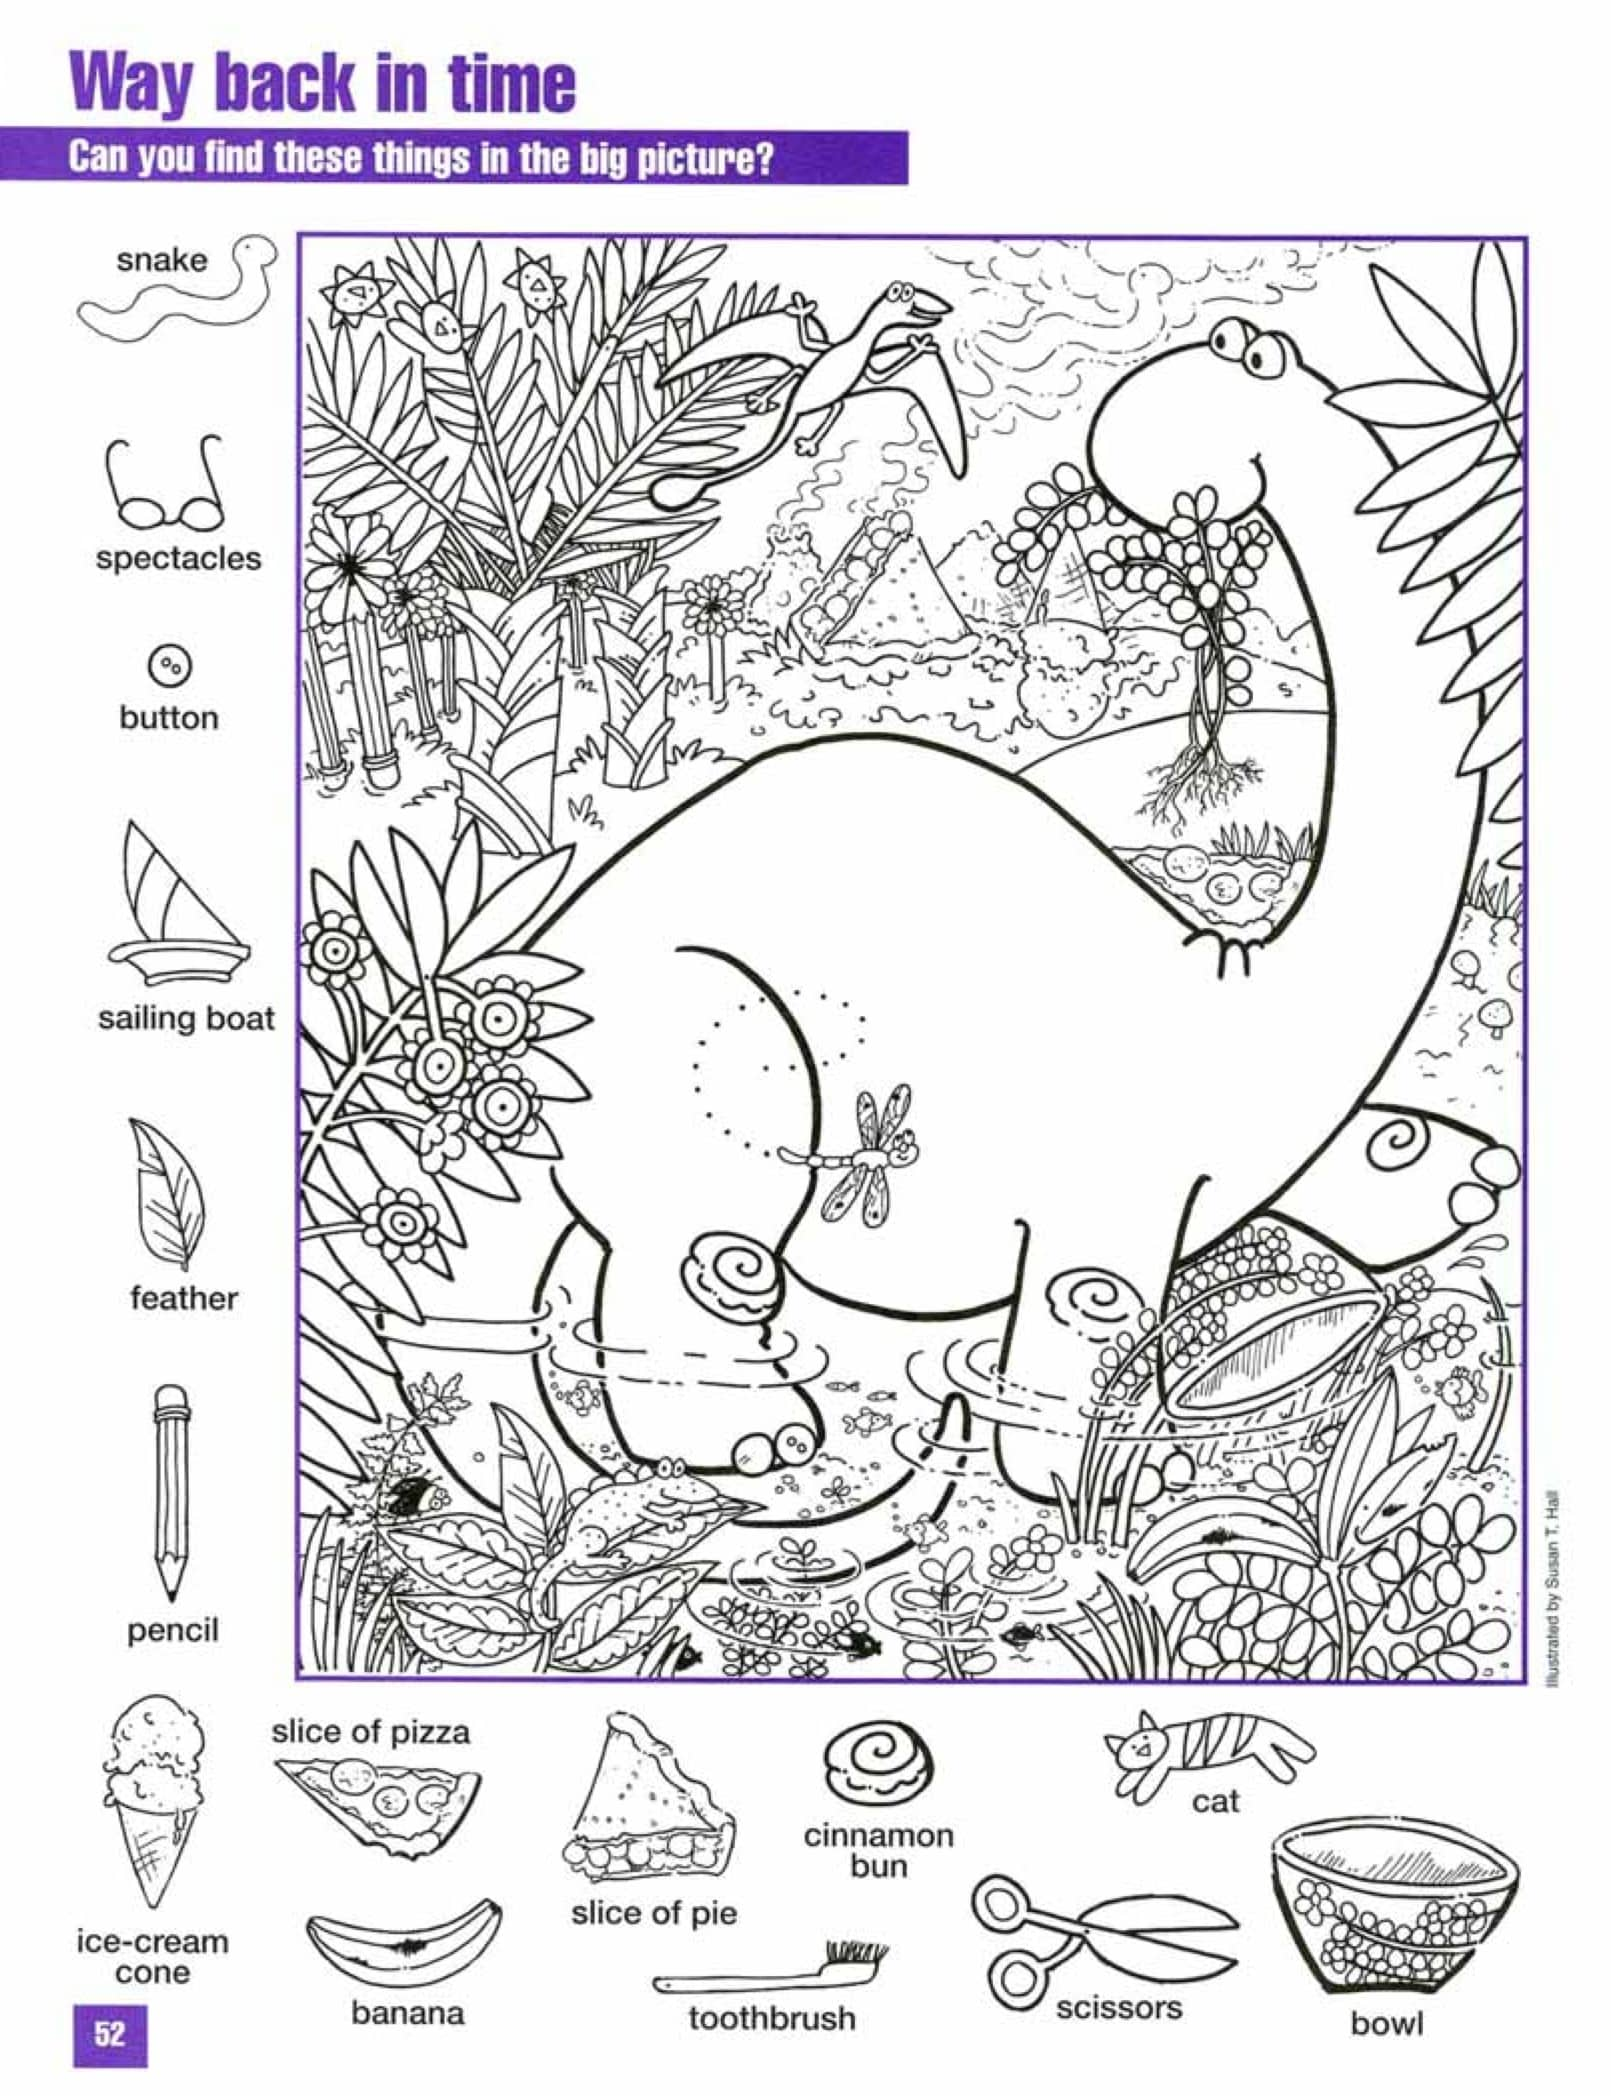 Way back in time
Can you find these things in the big picture?
snake
spectacles
button
sailing boat
feather
pencil
ice-cream
cone
slice of pizza
banana
slice of pie
toothbrush
cinnamon
bun
scissors
cat
bowl
Illustrated by Susan T. Hall
52